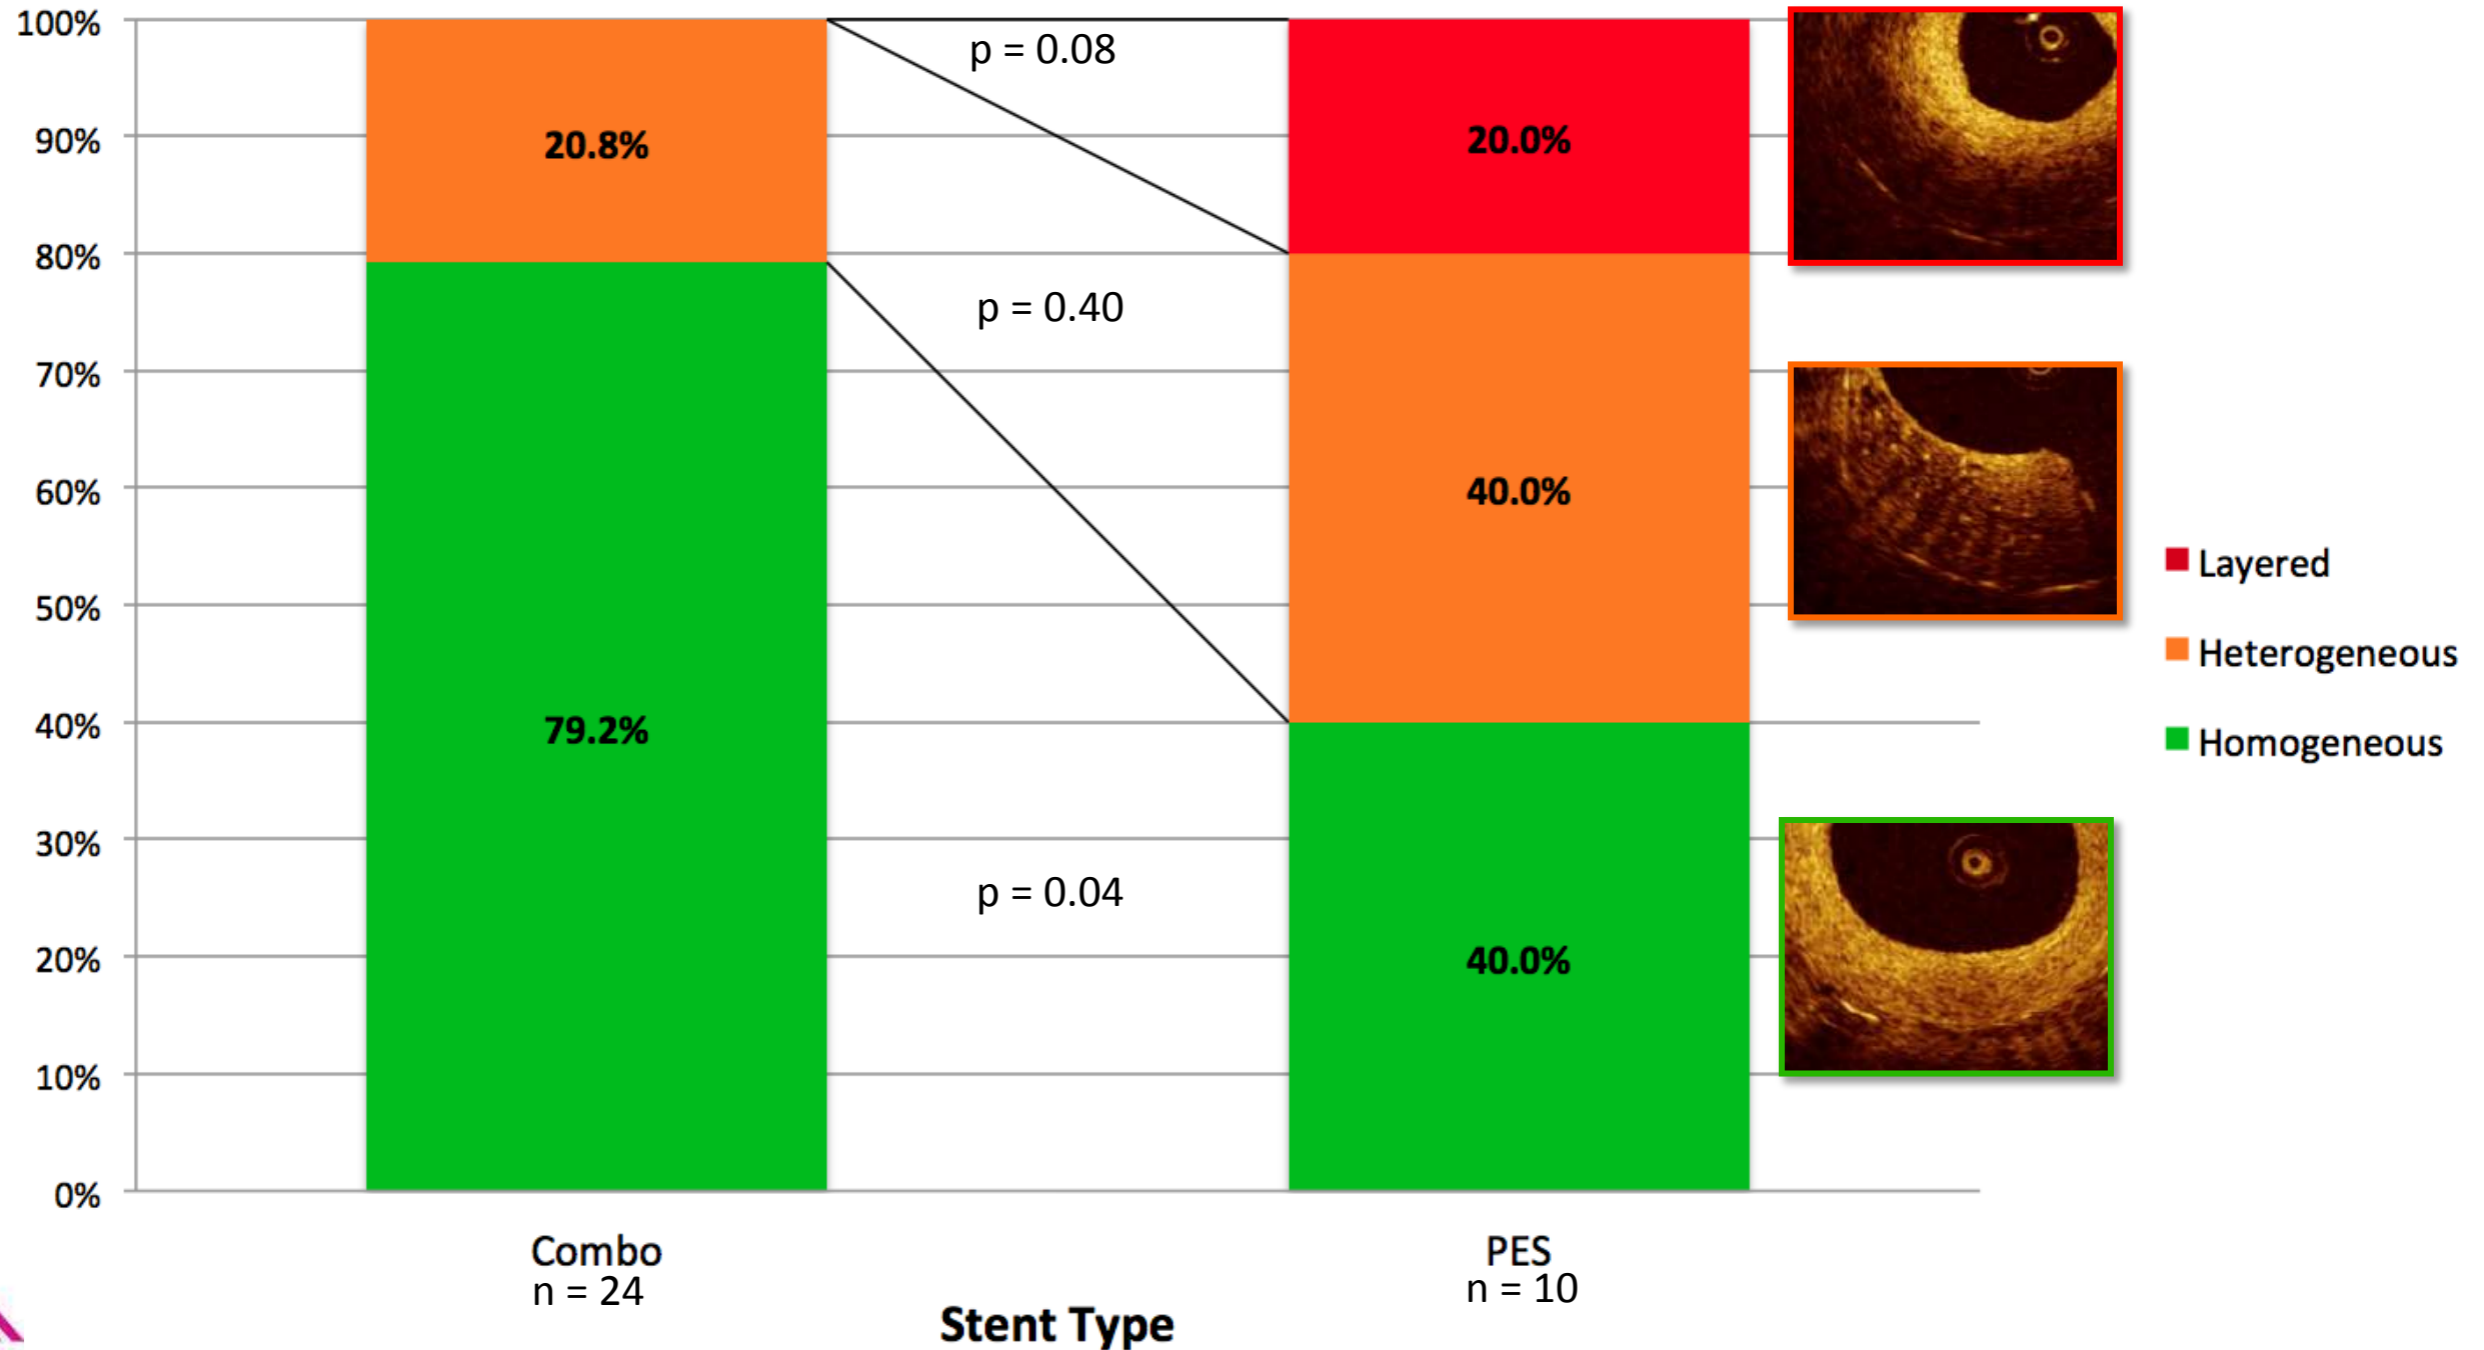 100%
90%
80%
70%
60%
50%
40%
30%
20%
10%
0%
20.8%
79.2%
p = 0.08
p = 0.40
p = 0.04
20.0%
40.0%
40.0%
Layered
Heterogeneous
Homogeneous
Combo
n = 24
PES
n = 10
Stent Type